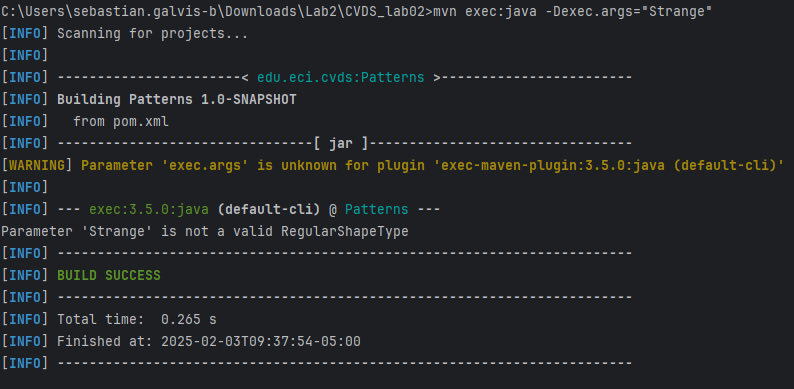 C:\Users\sebastian.galvis-b\Downloads\Lab2\CVDS_lab02>mvn exec:java -Dexec.args="Strange"
[INFO] Scanning for projects...
[INFO]
[INFO] -----------------------< edu.eci.cvds:Patterns >------------------------
[INFO] Building Patterns 1.0-SNAPSHOT
[INFO]   from pom.xml
[INFO] --------------------------------[ jar ]---------------------------------
[WARNING] Parameter 'exec.args' is unknown for plugin 'exec-maven-plugin:3.5.0:java (default-cli)'
[INFO]
[INFO] --- exec:3.5.0:java (default-cli) @ Patterns ---
Parameter 'Strange' is not a valid RegularShapeType
[INFO] ------------------------------------------------------------------------
[INFO] BUILD SUCCESS
[INFO] ------------------------------------------------------------------------
[INFO] Total time:  0.265 s
[INFO] Finished at: 2025-02-03T09:37:54-05:00
[INFO] ------------------------------------------------------------------------